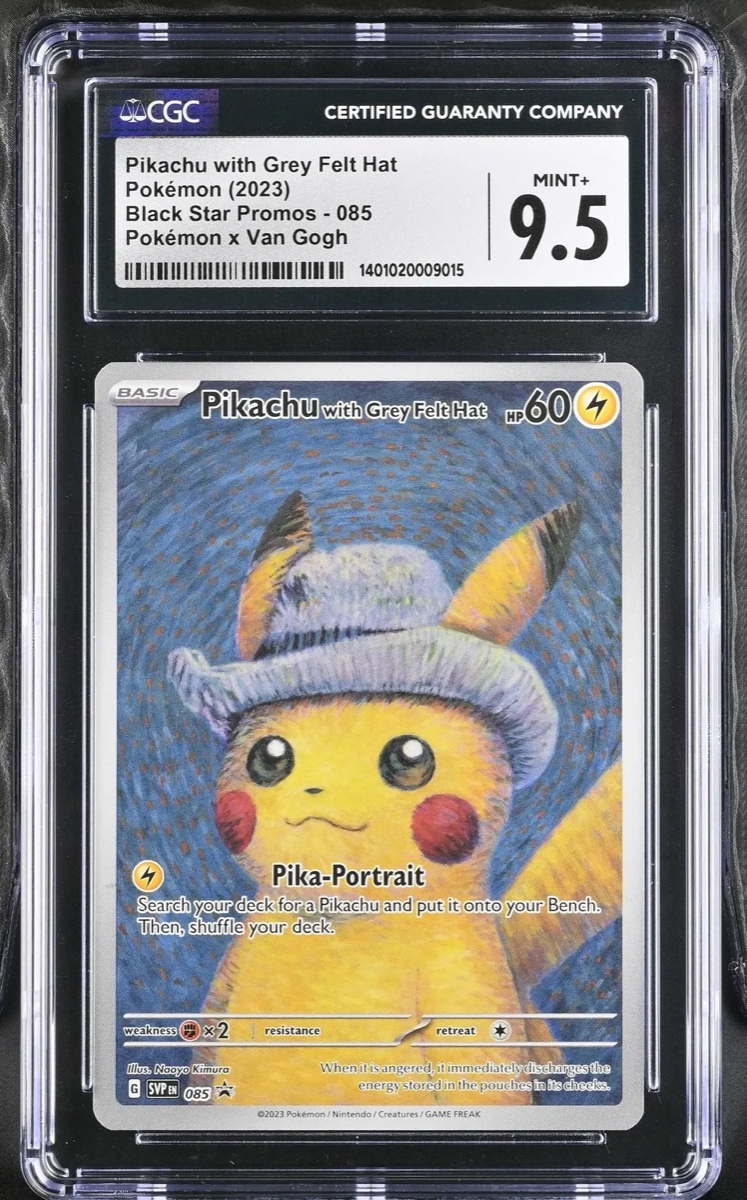 CGC
CERTIFIED GUARANTY COMPANY
Pikachu with Grey Felt Hat
Pokémon (2023)
Black Star Promos - 085
Pokémon x Van Gogh
1401020009015
MINT+
9.5
BASIC
Pikachu with Grey Felt Hat HP 60
Pika-Portrait
Search your deck for a Pikachu and put it onto your Bench.
Then, shuffle your deck.
weakness ×2 resistance retreat
Illus. Naoyo Kimura
G SVP EN 085
When it is angered, it immediately discharges the
energy stored in the pouches in its cheeks.
©2023 Pokémon / Nintendo / Creatures / GAME FREAK